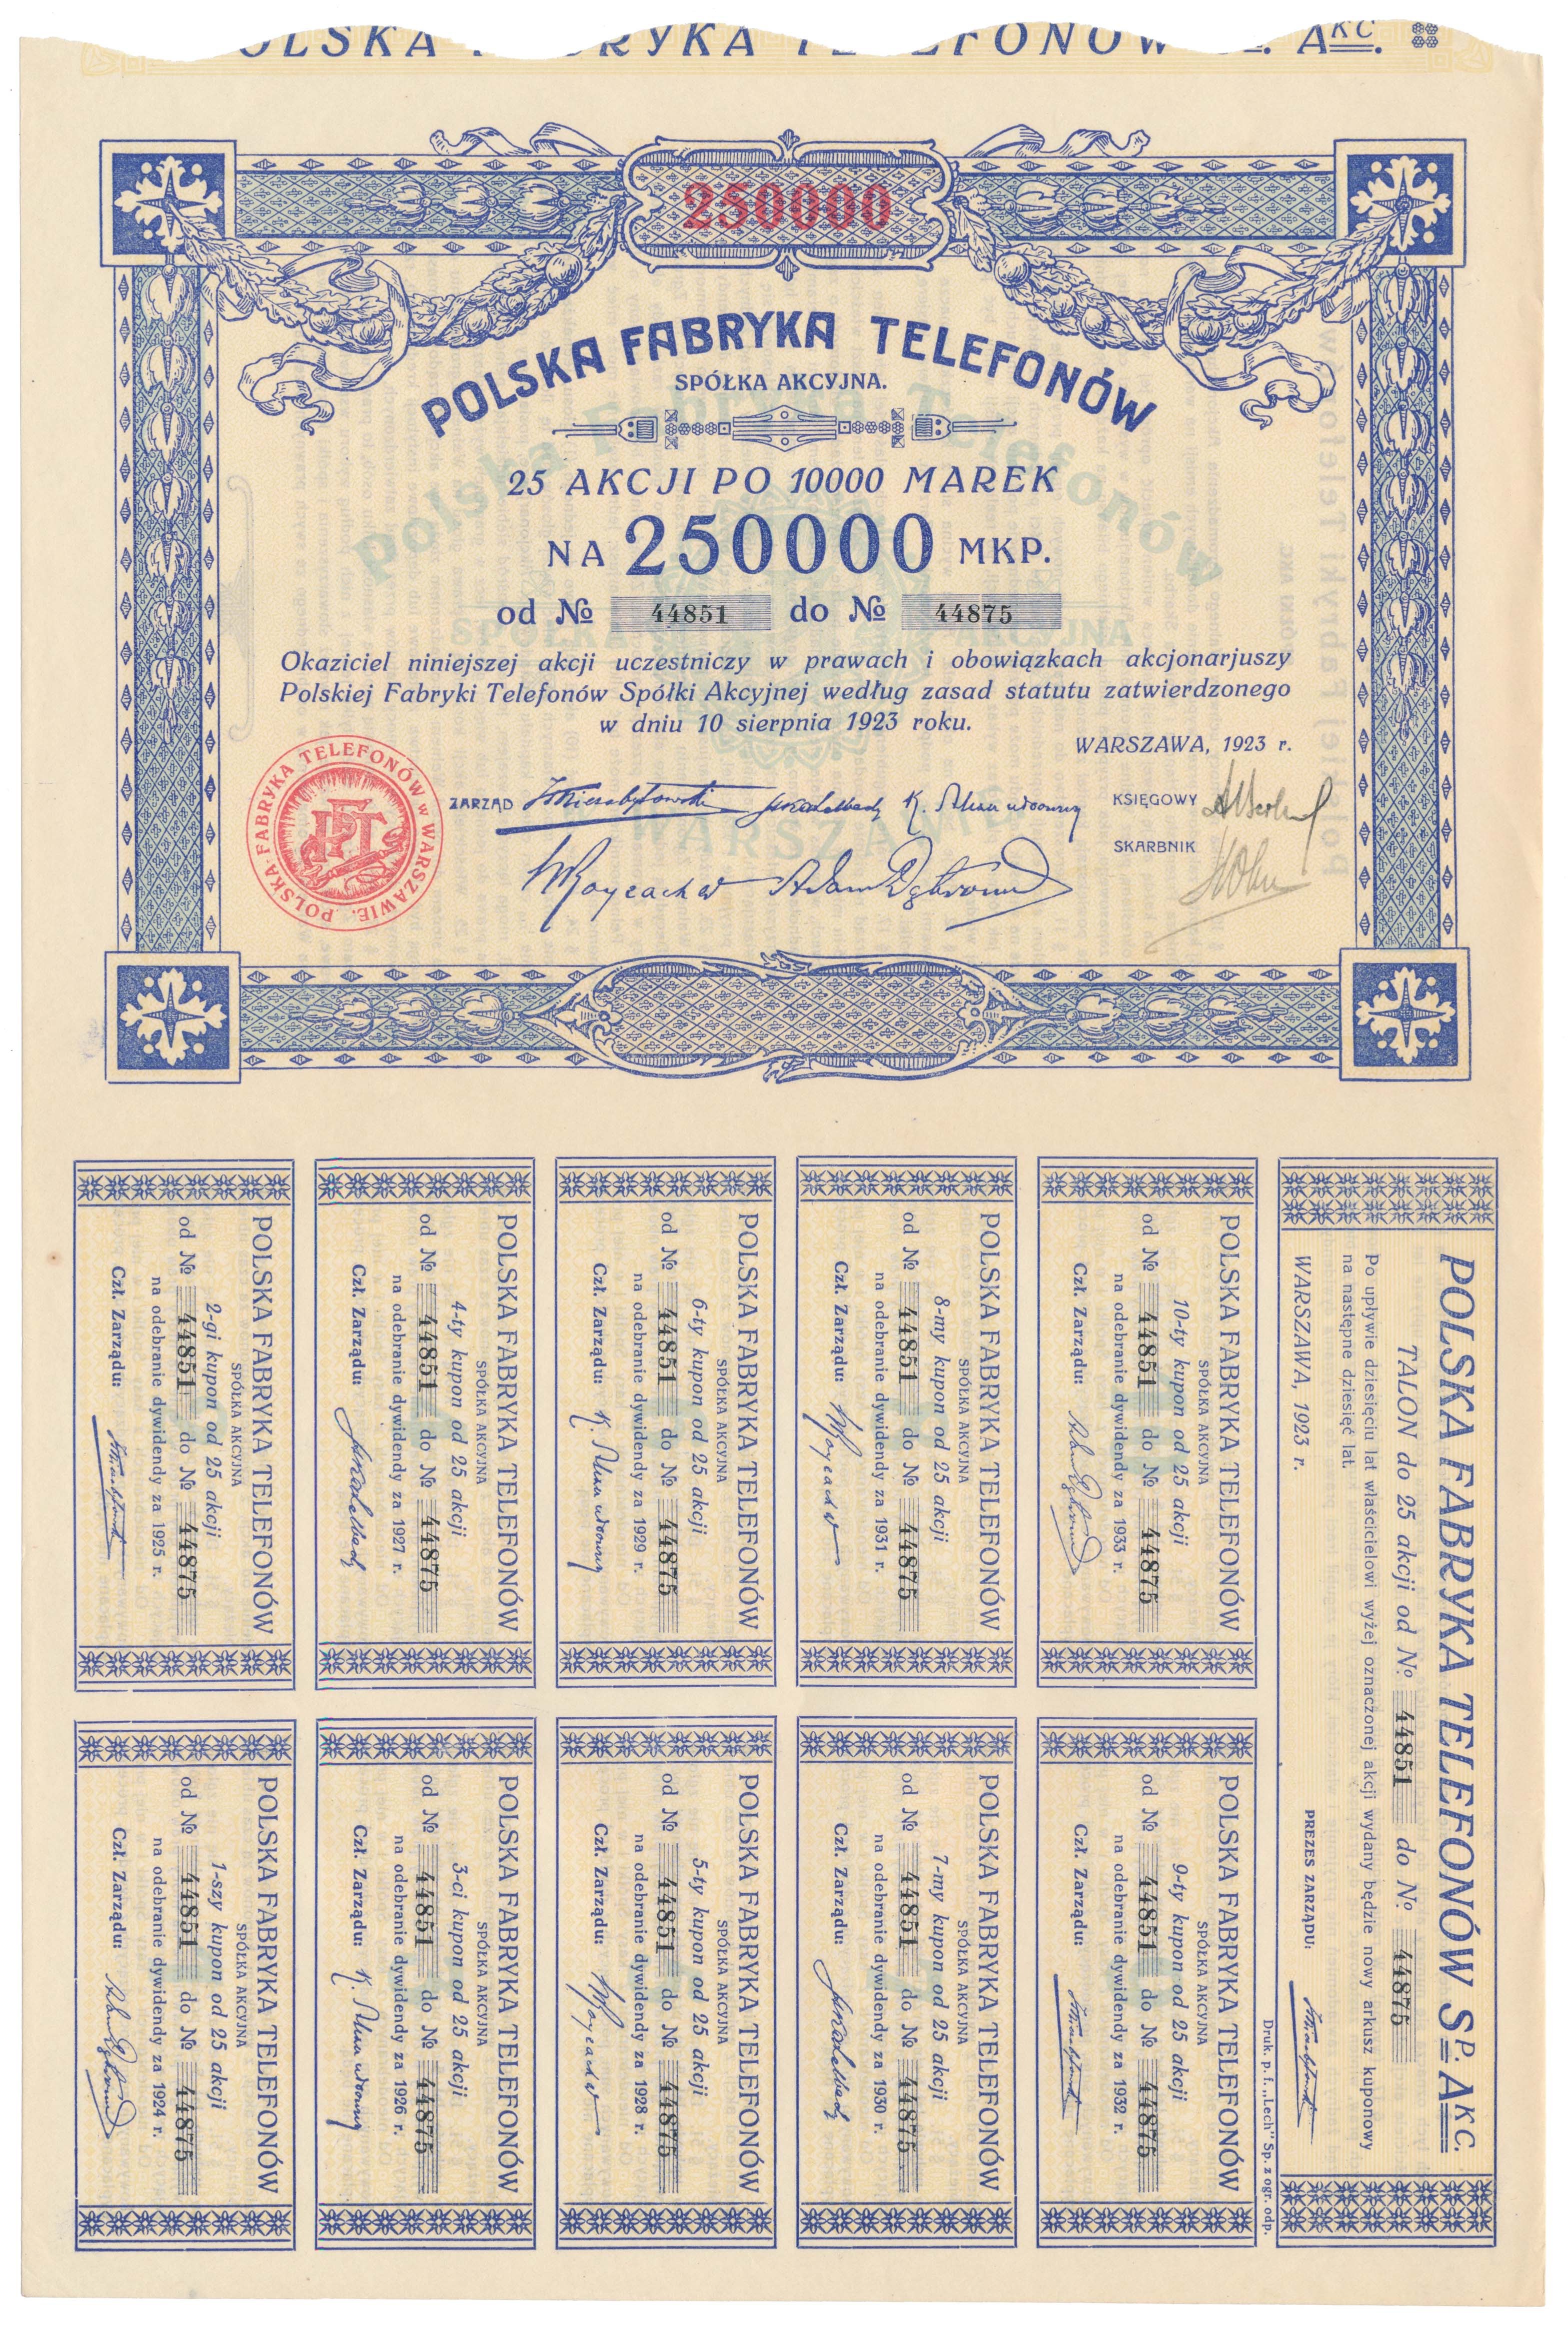 POLSKA FABRYKA TELEFONÓW SP. AKC.
250000
POLSKA FABRYKA TELEFONÓW
SPÓŁKA AKCYJNA.
25 AKCJI PO 10000 MAREK
NA 250000 MKP.
od № 44851 do № 44875
Okaziciel niniejszej akcji uczestniczy w prawach i obowiązkach akcjonarjuszy
Polskiej Fabryki Telefonów Spółki Akcyjnej według zasad statutu zatwierdzonego
w dniu 10 sierpnia 1923 roku.
WARSZAWA, 1923 r.
POLSKA FABRYKA TELEFONÓW w WARSZAWIE.
PFT
ZARZĄD
KSIĘGOWY
SKARBNIK
Polska Fabryka Telefonów
SPÓŁKA AKCYJNA
WARSZAWA
POLSKA FABRYKA TELEFONÓW SP. AKC.
TALON do 25 akcji od № 44851 do № 44875
Po upływie dziesięciu lat właścicielowi wyżej oznaczonej akcji wydany będzie nowy arkusz kuponowy
na następne dziesięć lat.
WARSZAWA, 1923 r.
PREZES ZARZĄDU:
POLSKA FABRYKA TELEFONÓW
SPÓŁKA AKCYJNA
2-gi kupon od 25 akcji
od № 44851 do № 44875
na odebranie dywidendy za 1925 r.
Czł. Zarządu:
POLSKA FABRYKA TELEFONÓW
SPÓŁKA AKCYJNA
4-ty kupon od 25 akcji
od № 44851 do № 44875
na odebranie dywidendy za 1927 r.
Czł. Zarządu:
POLSKA FABRYKA TELEFONÓW
SPÓŁKA AKCYJNA
6-ty kupon od 25 akcji
od № 44851 do № 44875
na odebranie dywidendy za 1929 r.
Czł. Zarządu:
POLSKA FABRYKA TELEFONÓW
SPÓŁKA AKCYJNA
8-my kupon od 25 akcji
od № 44851 do № 44875
na odebranie dywidendy za 1931 r.
Czł. Zarządu:
POLSKA FABRYKA TELEFONÓW
SPÓŁKA AKCYJNA
10-ty kupon od 25 akcji
od № 44851 do № 44875
na odebranie dywidendy za 1933 r.
Czł. Zarządu:
POLSKA FABRYKA TELEFONÓW
SPÓŁKA AKCYJNA
1-szy kupon od 25 akcji
od № 44851 do № 44875
na odebranie dywidendy za 1924 r.
Czł. Zarządu:
POLSKA FABRYKA TELEFONÓW
SPÓŁKA AKCYJNA
3-ci kupon od 25 akcji
od № 44851 do № 44875
na odebranie dywidendy za 1926 r.
Czł. Zarządu:
POLSKA FABRYKA TELEFONÓW
SPÓŁKA AKCYJNA
5-ty kupon od 25 akcji
od № 44851 do № 44875
na odebranie dywidendy za 1928 r.
Czł. Zarządu:
POLSKA FABRYKA TELEFONÓW
SPÓŁKA AKCYJNA
7-my kupon od 25 akcji
od № 44851 do № 44875
na odebranie dywidendy za 1930 r.
Czł. Zarządu:
POLSKA FABRYKA TELEFONÓW
SPÓŁKA AKCYJNA
9-ty kupon od 25 akcji
od № 44851 do № 44875
na odebranie dywidendy za 1932 r.
Czł. Zarządu:
Druk. p. f. „Lech" Sp. z ogr. odp.